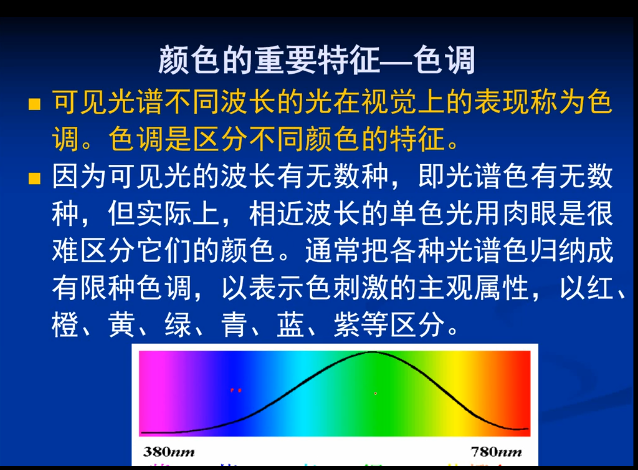 颜色的重要特征—色调
可见光谱不同波长的光在视觉上的表现称为色
调。色调是区分不同颜色的特征。
因为可见光的波长有无数种，即光谱色有无数
种，但实际上，相近波长的单色光用肉眼是很
难区分它们的颜色。通常把各种光谱色归纳成
有限种色调，以表示色刺激的主观属性，以红、
橙、黄、绿、青、蓝、紫等区分。
380nm 780nm